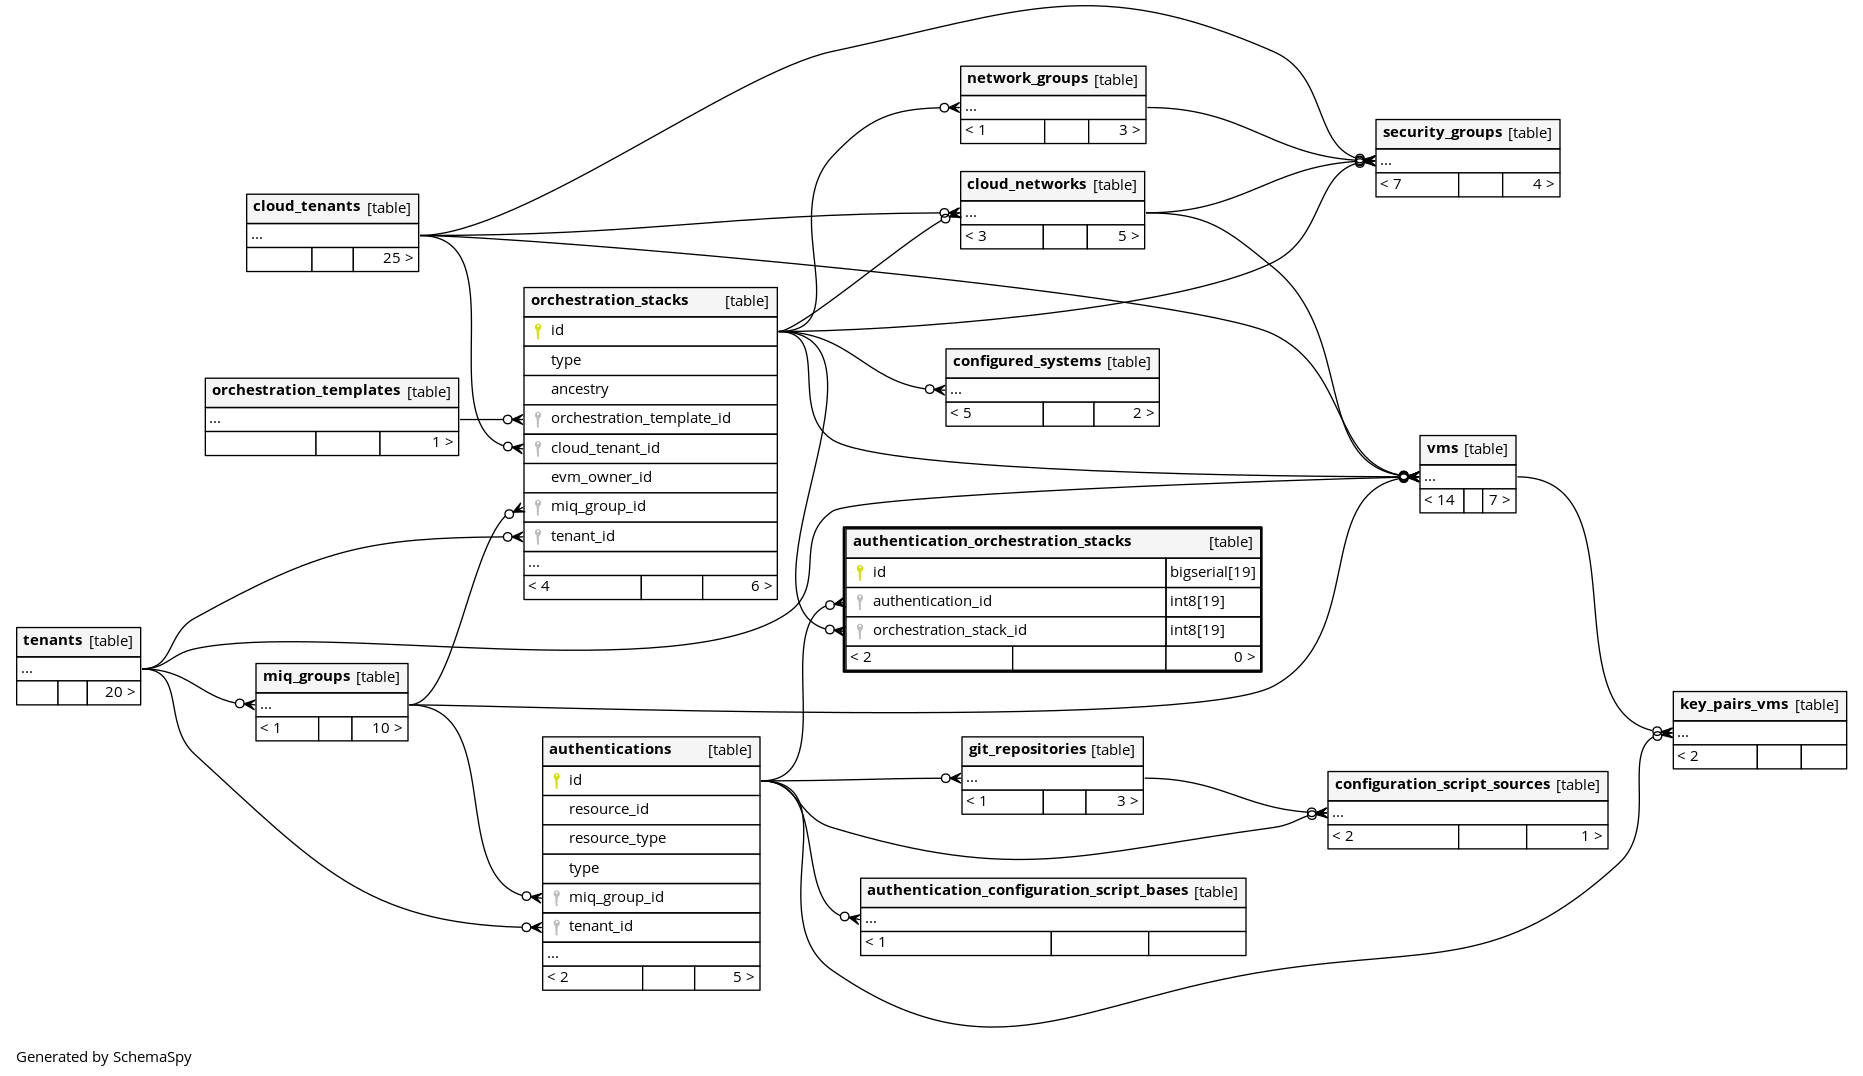 network_groups [table]
...
< 1 3 >
security_groups [table]
...
< 7 4 >
cloud_networks [table]
...
< 3 5 >
cloud_tenants [table]
...
25 >
orchestration_stacks [table]
id
type
ancestry
orchestration_template_id
cloud_tenant_id
evm_owner_id
miq_group_id
tenant_id
...
< 4 6 >
configured_systems [table]
...
< 5 2 >
orchestration_templates [table]
...
1 >
vms [table]
...
< 14 7 >
authentication_orchestration_stacks [table]
id bigserial[19]
authentication_id int8[19]
orchestration_stack_id int8[19]
< 2 0 >
tenants [table]
...
20 >
miq_groups [table]
...
< 1 10 >
key_pairs_vms [table]
...
< 2
authentications [table]
id
resource_id
resource_type
type
miq_group_id
tenant_id
...
< 2 5 >
git_repositories [table]
...
< 1 3 >
configuration_script_sources [table]
...
< 2 1 >
authentication_configuration_script_bases [table]
...
< 1
Generated by SchemaSpy